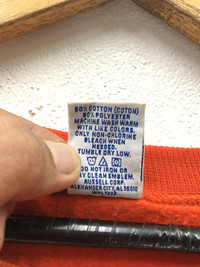 50% COTTON (COTON)
50% POLYESTER
MACHINE WASH WARM
WITH LIKE COLORS.
ONLY NON-CHLORINE
BLEACH WHEN
NEEDED.
TUMBLE DRY LOW.
DO NOT IRON OR
DRY CLEAN EMBLEM.
RUSSELL CORP.
ALEXANDER CITY, AL 35010